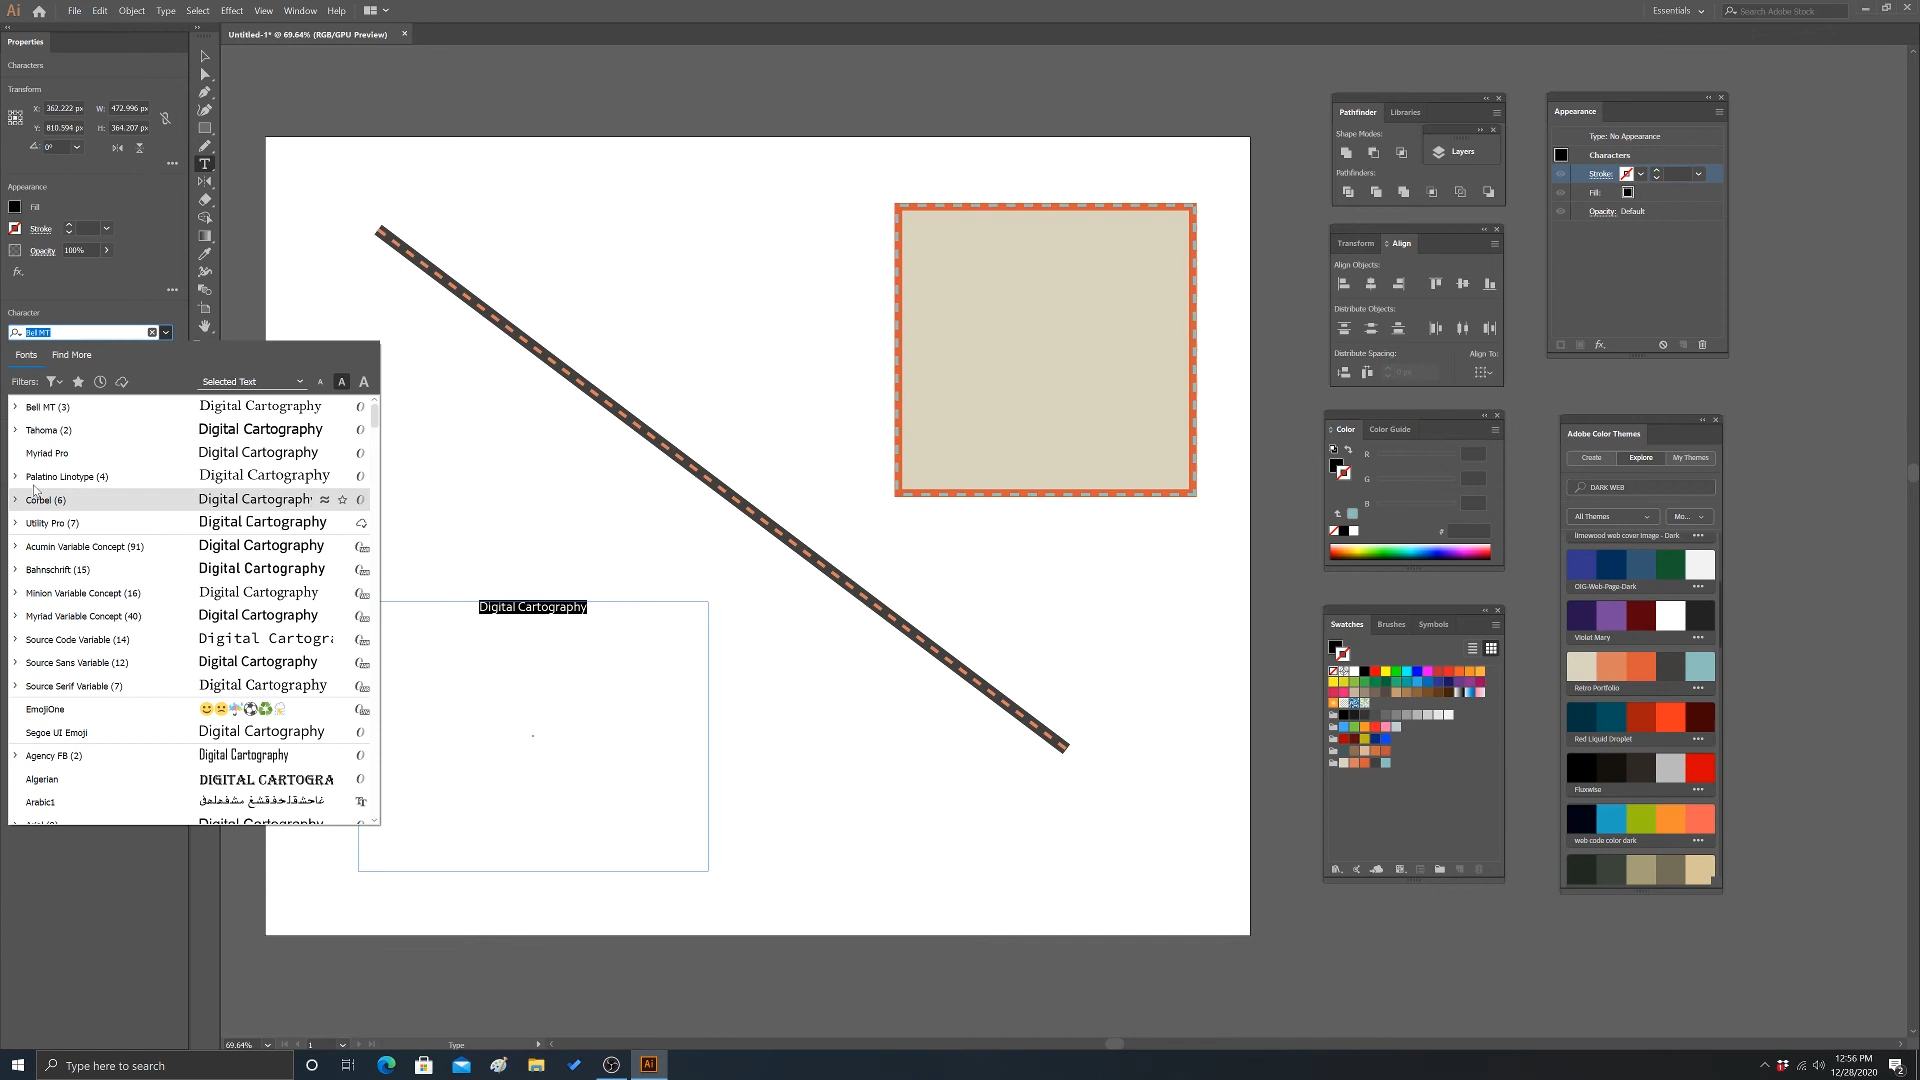 Ai File Edit Object Type Select Effect View Window Help Essentials Search Adobe Stock
Properties
Untitled-1* @ 69.64% (RGB/GPU Preview)
Characters
Transform
X: 362.222 px W: 472.996 px
Y: 810.594 px H: 364.207 px
0°
Appearance
Fill
Stroke
Opacity 100%
fx.
Character
Bell MT
Fonts Find More
Filters: Selected Text A A A
Bell MT (3) Digital Cartography
Tahoma (2) Digital Cartography
Myriad Pro Digital Cartography
Palatino Linotype (4) Digital Cartography
Corbel (6) Digital Cartography
Utility Pro (7) Digital Cartography
Acumin Variable Concept (91) Digital Cartography
Bahnschrift (15) Digital Cartography
Minion Variable Concept (16) Digital Cartography
Myriad Variable Concept (40) Digital Cartography
Source Code Variable (14) Digital Cartogra
Source Sans Variable (12) Digital Cartography
Source Serif Variable (7) Digital Cartography
EmojiOne
Segoe UI Emoji Digital Cartography
Agency FB (2) Digital Cartography
Algerian DIGITAL CARTOGRA
Arabic1
Digital Cartography
Pathfinder Libraries
Shape Modes:
Layers
Pathfinders:
Transform Align
Align Objects:
Distribute Objects:
Distribute Spacing: Align To:
0 px
Color Color Guide
R
G
B
#
Swatches Brushes Symbols
Appearance
Type: No Appearance
Characters
Stroke:
Fill:
Opacity: Default
fx.
Adobe Color Themes
Create Explore My Themes
DARK WEB
All Themes Mo...
limewood web cover image - Dark
OIG-Web-Page-Dark
Violet Mary
Retro Portfolio
Red Liquid Droplet
Fluxwise
web code color dark
69.64% 1 Type
Type here to search
Ai
12:56 PM
12/28/2020
2